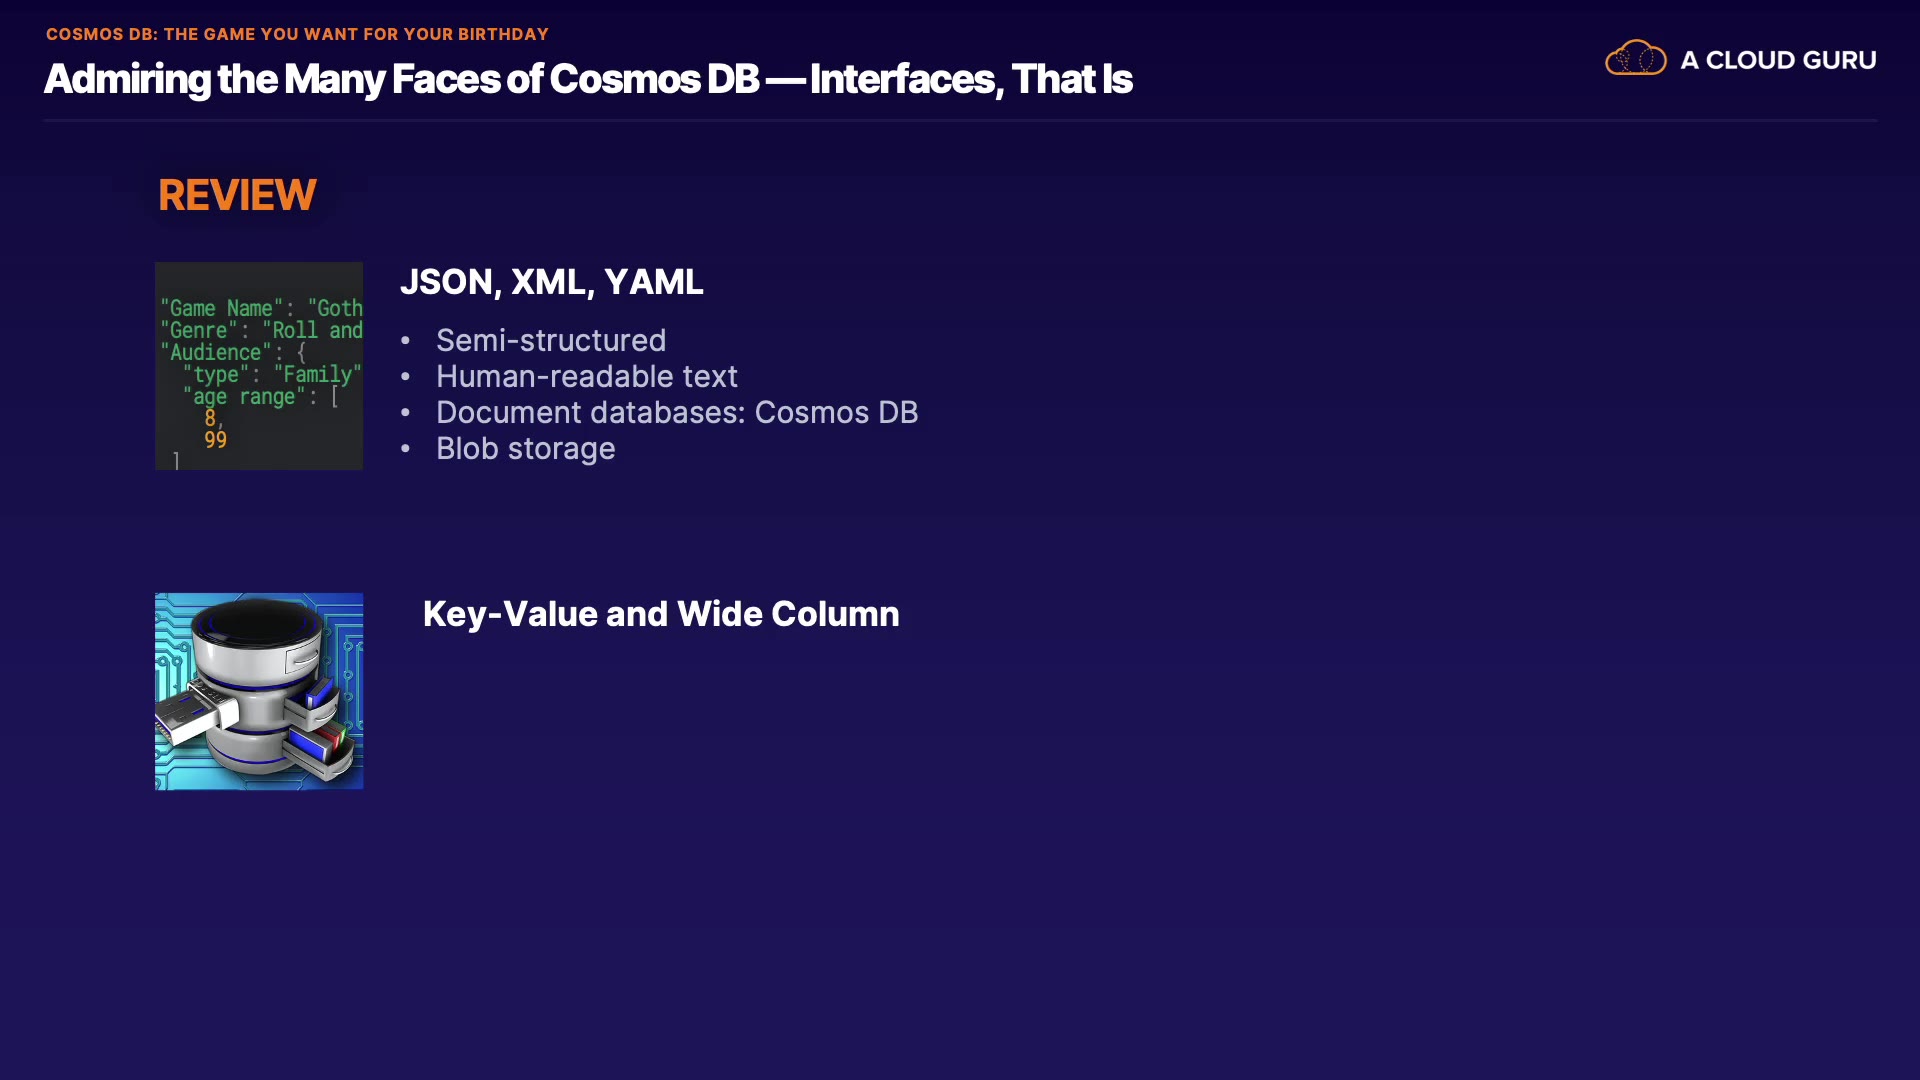 COSMOS DB: THE GAME YOU WANT FOR YOUR BIRTHDAY
Admiring the Many Faces of Cosmos DB — Interfaces, That Is
A CLOUD GURU
REVIEW
"Game Name": "Goth
"Genre": "Roll and
"Audience": {
"type": "Family"
"age range": [
8,
99
]
JSON, XML, YAML
• Semi-structured
• Human-readable text
• Document databases: Cosmos DB
• Blob storage
Key-Value and Wide Column